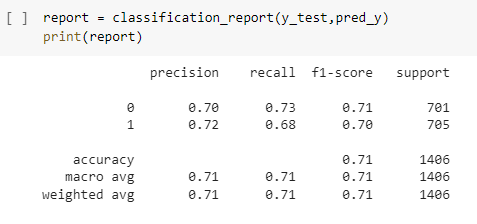 [ ] report = classification_report(y_test,pred_y)
print(report)
precision recall f1-score support
0 0.70 0.73 0.71 701
1 0.72 0.68 0.70 705
accuracy 0.71 1406
macro avg 0.71 0.71 0.71 1406
weighted avg 0.71 0.71 0.71 1406